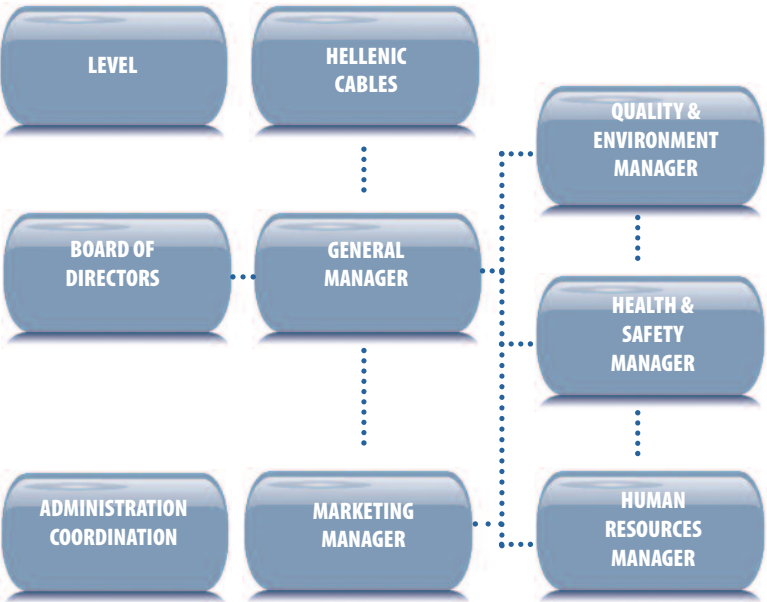 LEVEL
HELLENIC
CABLES
QUALITY &
ENVIRONMENT
MANAGER
BOARD OF
DIRECTORS
GENERAL
MANAGER
HEALTH &
SAFETY
MANAGER
ADMINISTRATION
COORDINATION
MARKETING
MANAGER
HUMAN
RESOURCES
MANAGER